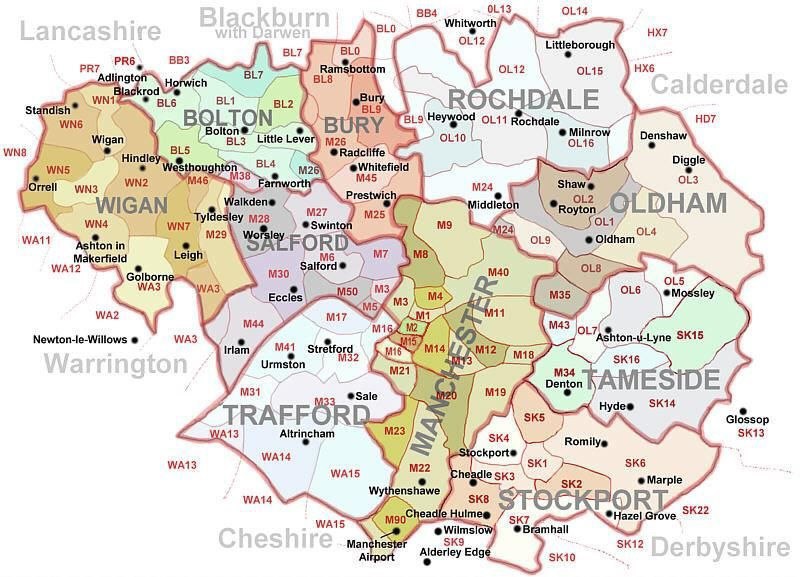 Lancashire
Blackburn
with Darwen
BB4
Whitworth
OL13
OL14
HX7
HX6
Calderdale
HD7
PR7
PR6
Adlington
BB3
BL7
BL0
BL0
OL12
OL12
Littleborough
OL15
Horwich
BL7
Ramsbottom
BL8
Blackrod
Standish
WN1
BL6
BL1
BL2
Bury
BL9
BL9
ROCHDALE
WN6
BOLTON
BURY
Heywood
OL11
Rochdale
OL10
Milnrow
OL16
Wigan
Bolton
BL3
Little Lever
Denshaw
M26
Radcliffe
WN8
Hindley
BL5
Westhoughton
BL4
M26
Whitefield
M45
Diggle
OL3
WN5
Orrell
WN3
WN2
M46
M38
Farnworth
Prestwich
M24
Middleton
Shaw
OL2
Royton
OLDHAM
WIGAN
Walkden
M25
Tyldesley
M28
Worsley
M27
Swinton
M9
M24
OL1
WN4
WN7
M29
SALFORD
OL9
Oldham
OL4
WA11
Ashton in
Makerfield
Leigh
M6
Salford
M7
M8
WA12
Golborne
WA3
WA3
M30
Eccles
M50
M3
M5
M40
OL8
M35
OL6
OL5
Mossley
M3
M4
WA2
M17
M16
M1
M2
M11
M43
OL7
Ashton-u-Lyne
SK15
Newton-le-Willows
WA3
M44
Irlam
M41
Urmston
Stretford
M32
M15
M16
M14
M13
M12
M18
Warrington
M21
SK16
M34
Denton
TAMESIDE
M31
M33
Sale
M20
M19
MANCHESTER
Hyde
SK14
Glossop
SK13
TRAFFORD
WA13
Altrincham
M23
SK5
SK4
Stockport
Romily
WA13
WA14
WA15
M22
Wythenshawe
Cheadle
SK3
SK1
SK6
Marple
SK2
WA14
SK8
STOCKPORT
SK22
WA15
M90
Cheadle Hulme
SK7
Bramhall
Hazel Grove
Cheshire
Manchester
Airport
Wilmslow
SK9
Alderley Edge
SK10
SK12
Derbyshire